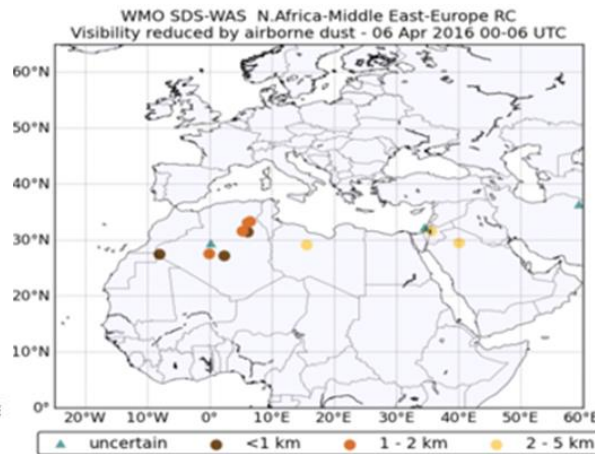 WMO SDS-WAS N.Africa-Middle East-Europe RC
Visibility reduced by airborne dust - 06 Apr 2016 00-06 UTC
60°N
50°N
40°N
30°N
20°N
10°N
0°
20°W 10°W 0° 10°E 20°E 30°E 40°E 50°E 60°E
uncertain <1 km 1 - 2 km 2 - 5 km